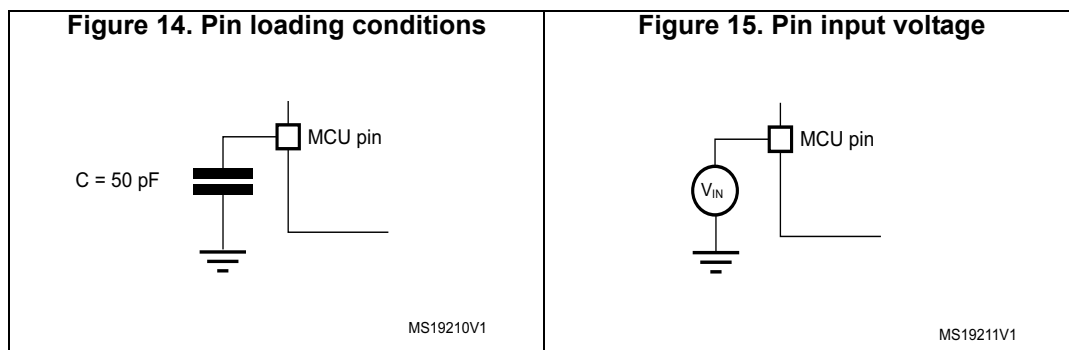 Figure 14. Pin loading conditions
MCU pin
C = 50 pF
MS19210V1
Figure 15. Pin input voltage
MCU pin
VIN
MS19211V1